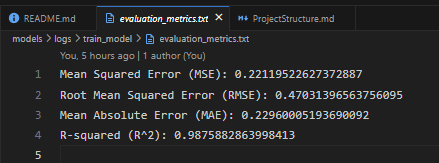 README.md
evaluation_metrics.txt
ProjectStructure.md
models > logs > train_model > evaluation_metrics.txt
You, 5 hours ago | 1 author (You)
1 Mean Squared Error (MSE): 0.22119522627372887
2 Root Mean Squared Error (RMSE): 0.47031396563756095
3 Mean Absolute Error (MAE): 0.22960005193690092
4 R-squared (R^2): 0.9875882863998413
5